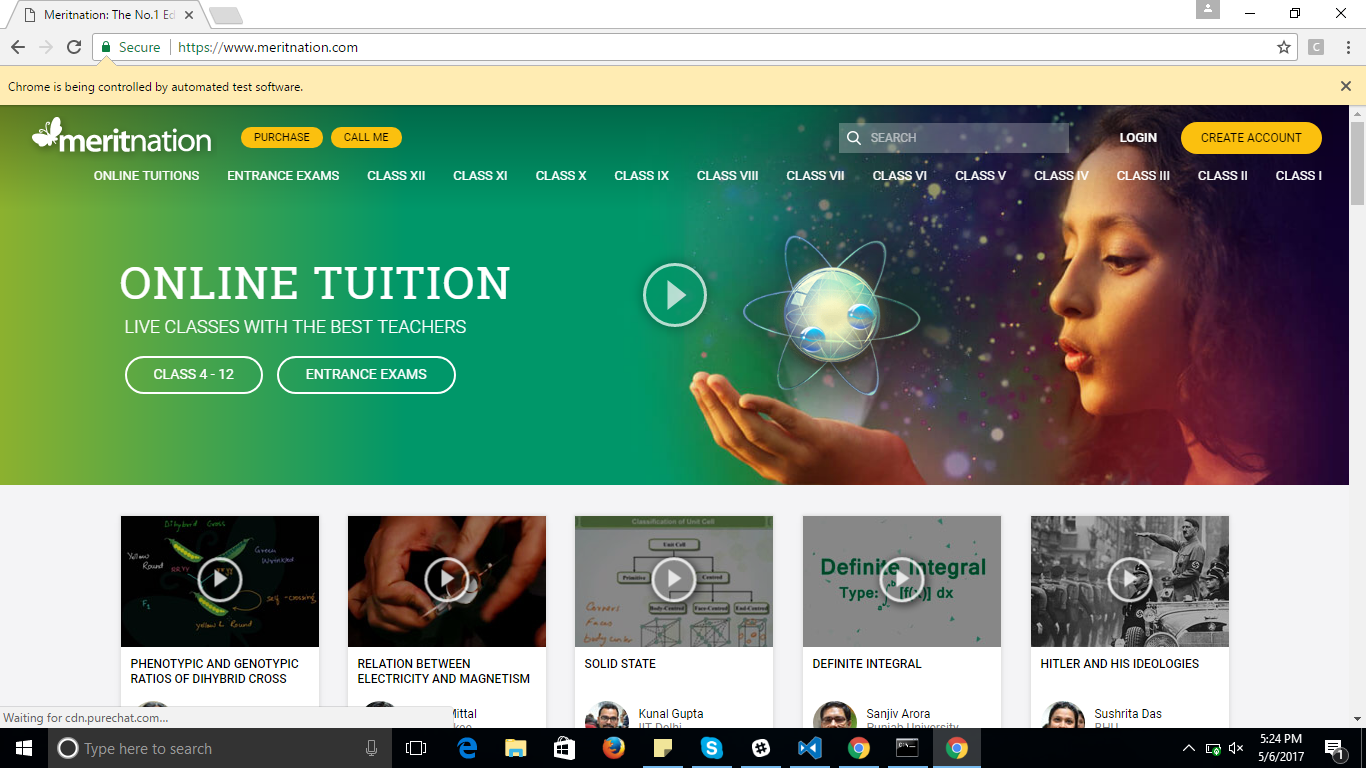 Meritnation: The No.1 Ed
Secure https://www.meritnation.com
C
Chrome is being controlled by automated test software.
meritnation PURCHASE CALL ME SEARCH LOGIN CREATE ACCOUNT
ONLINE TUITIONS ENTRANCE EXAMS CLASS XII CLASS XI CLASS X CLASS IX CLASS VIII CLASS VII CLASS VI CLASS V CLASS IV CLASS III CLASS II CLASS I
ONLINE TUITION
LIVE CLASSES WITH THE BEST TEACHERS
CLASS 4 - 12 ENTRANCE EXAMS
Dihybrid Cross
Yellow Round
Green Wrinkled
F1
self-crossing
yellow & Round
Classification of Unit Cell
Unit Cell
Primitive Centred
Body-Centred Face-Centred End-Centred
Corners
Faces
body center
Definite Integral
Type: [f( )] dx
PHENOTYPIC AND GENOTYPIC
RATIOS OF DIHYBRID CROSS
RELATION BETWEEN
ELECTRICITY AND MAGNETISM
SOLID STATE
DEFINITE INTEGRAL
HITLER AND HIS IDEOLOGIES
Mittal
Kunal Gupta
IIT Delhi
Sanjiv Arora
Punjab University
Sushrita Das
BHU
Waiting for cdn.purechat.com...
Type here to search
5:24 PM
5/6/2017
1